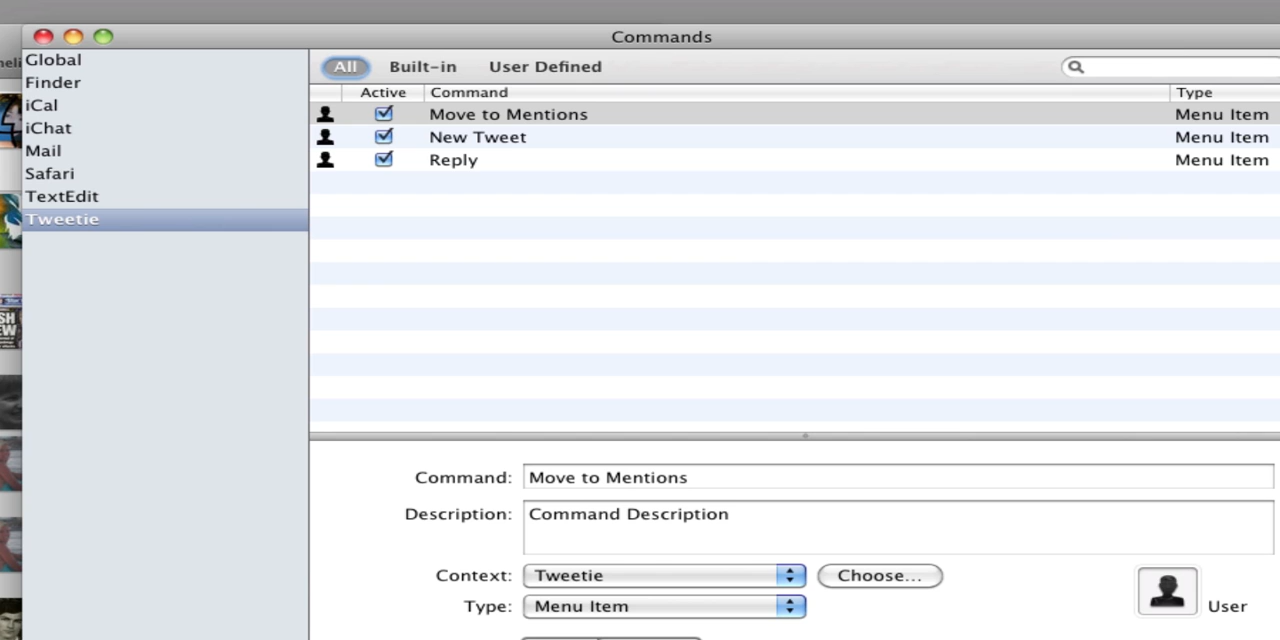 Commands
Global
Finder
iCal
iChat
Mail
Safari
TextEdit
Tweetie
All Built-in User Defined
Active Command Type
Move to Mentions Menu Item
New Tweet Menu Item
Reply Menu Item
Command: Move to Mentions
Description: Command Description
Context: Tweetie Choose...
Type: Menu Item
User